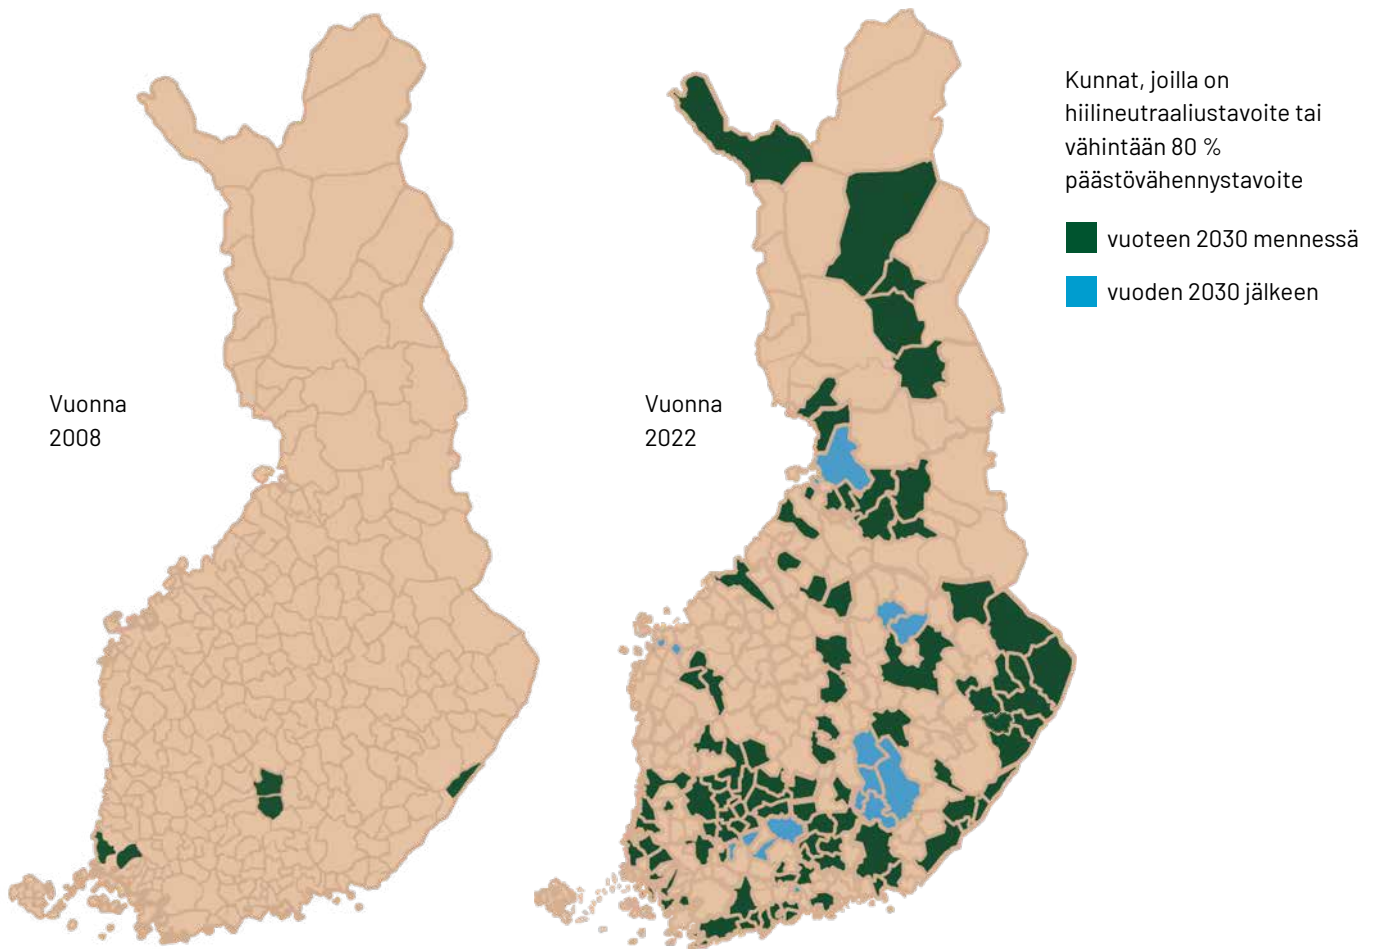 Kunnat, joilla on
hiilineutraaliustavoite tai
vähintään 80 %
päästövähennystavoite
vuoteen 2030 mennessä
vuoden 2030 jälkeen
Vuonna
2008
Vuonna
2022